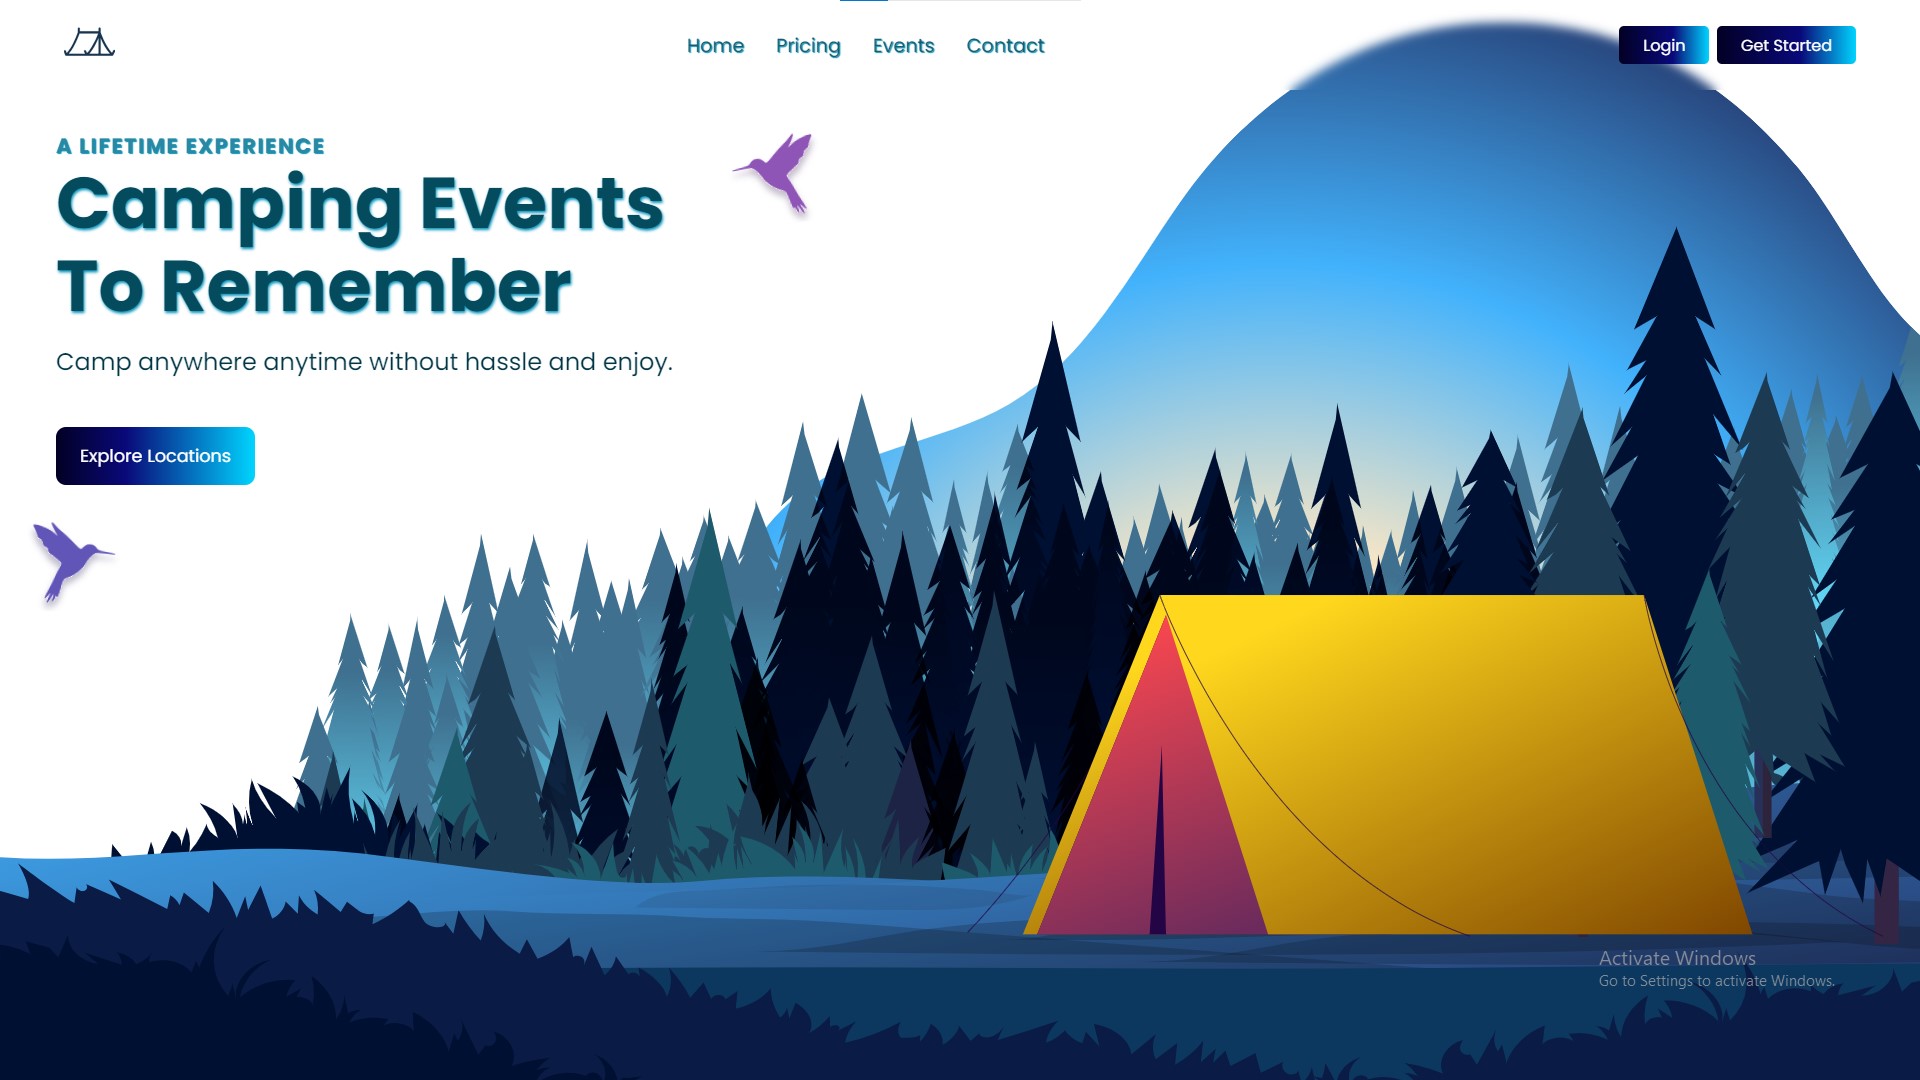 Home Pricing Events Contact Login Get Started
A LIFETIME EXPERIENCE
Camping Events
To Remember
Camp anywhere anytime without hassle and enjoy.
Explore Locations
Activate Windows
Go to Settings to activate Windows.